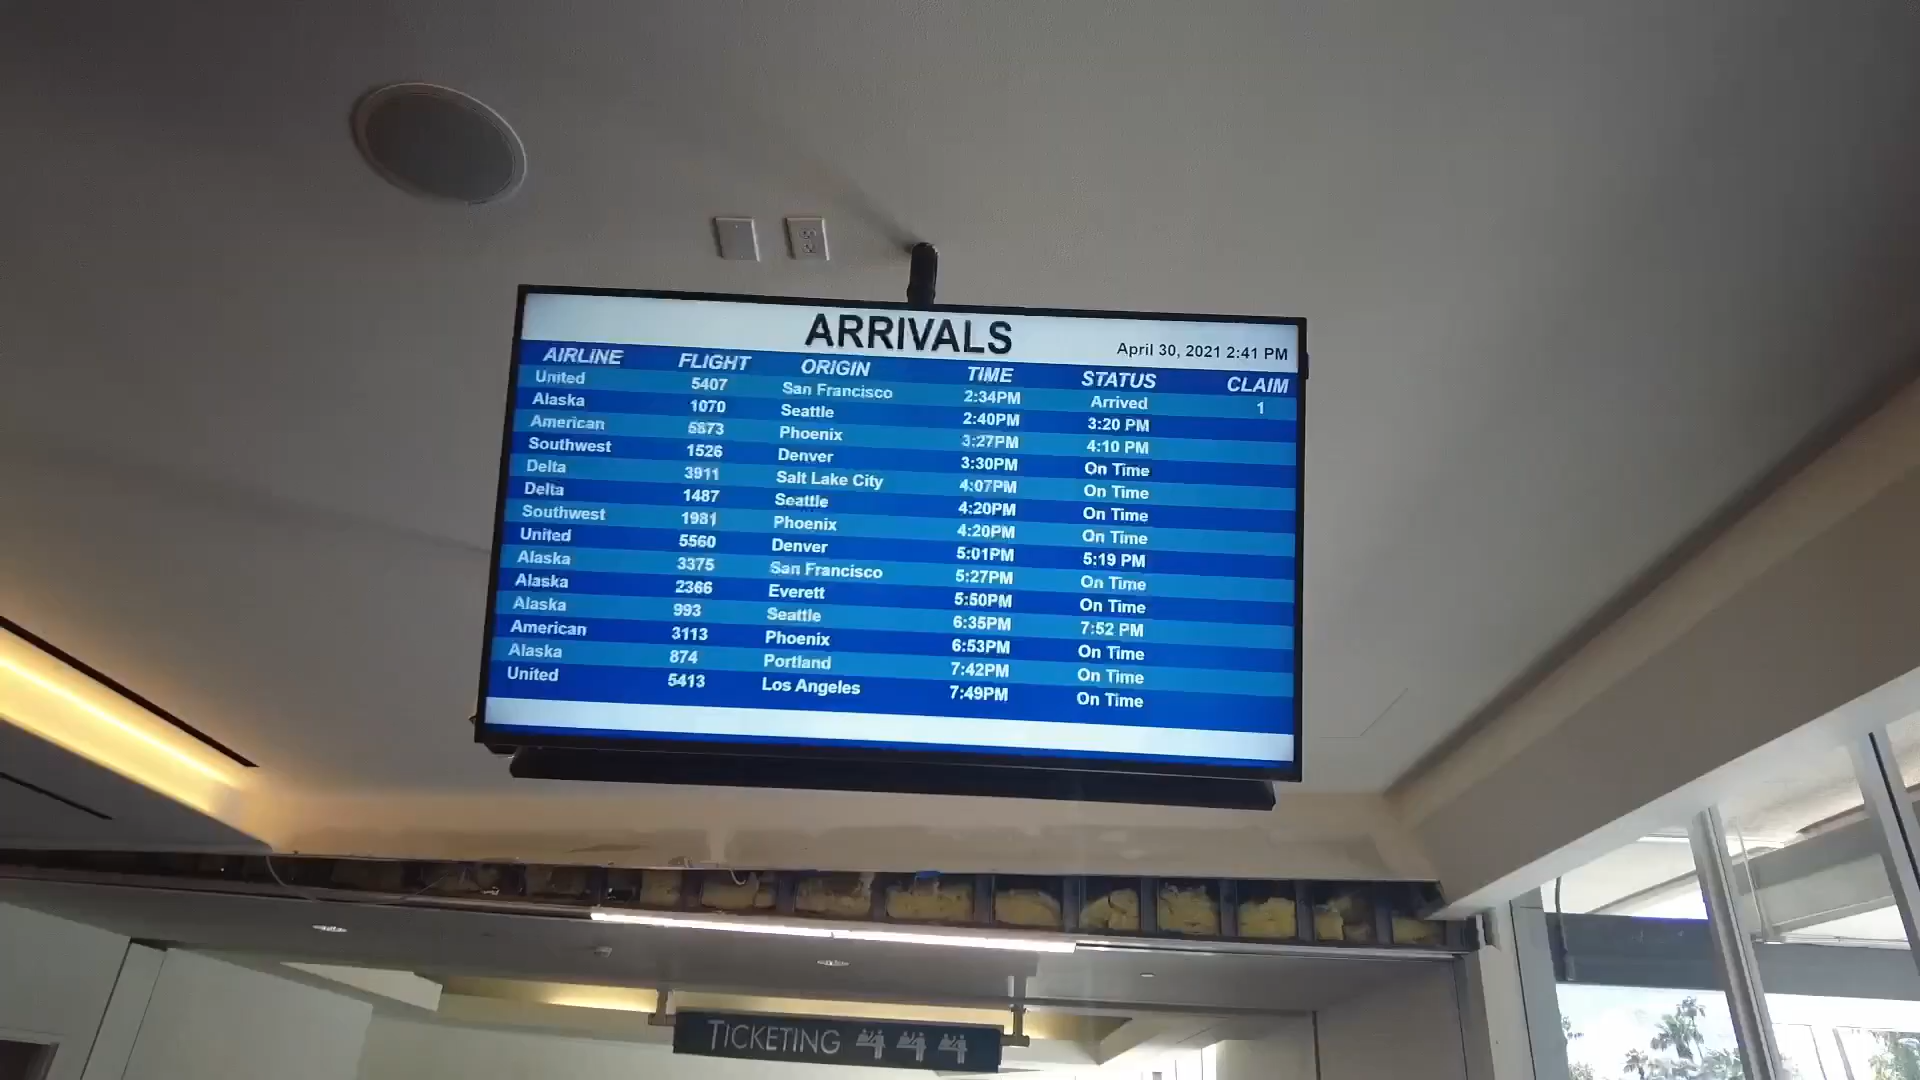 ARRIVALS
April 30, 2021 2:41 PM
AIRLINE FLIGHT ORIGIN TIME STATUS CLAIM
United 5407 San Francisco 2:34PM Arrived 1
Alaska 1070 Seattle 2:40PM 3:20 PM
American 5873 Phoenix 3:27PM 4:10 PM
Southwest 1526 Denver 3:30PM On Time
Delta 3911 Salt Lake City 4:07PM On Time
Delta 1487 Seattle 4:20PM On Time
Southwest 1981 Phoenix 4:20PM On Time
United 5560 Denver 5:01PM 5:19 PM
Alaska 3375 San Francisco 5:27PM On Time
Alaska 2366 Everett 5:50PM On Time
Alaska 993 Seattle 6:35PM 7:52 PM
American 3113 Phoenix 6:53PM On Time
Alaska 874 Portland 7:42PM On Time
United 5413 Los Angeles 7:49PM On Time
TICKETING